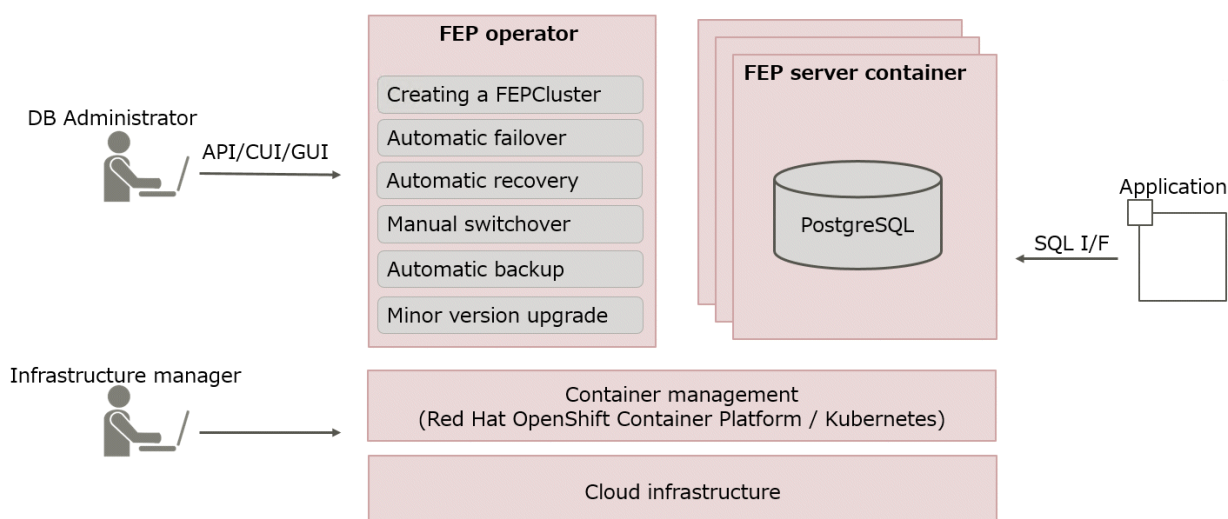 FEP operator
Creating a FEPCluster
Automatic failover
Automatic recovery
Manual switchover
Automatic backup
Minor version upgrade
FEP server container
PostgreSQL
DB Administrator
API/CUI/GUI
Application
SQL I/F
Infrastructure manager
Container management
(Red Hat OpenShift Container Platform / Kubernetes)
Cloud infrastructure